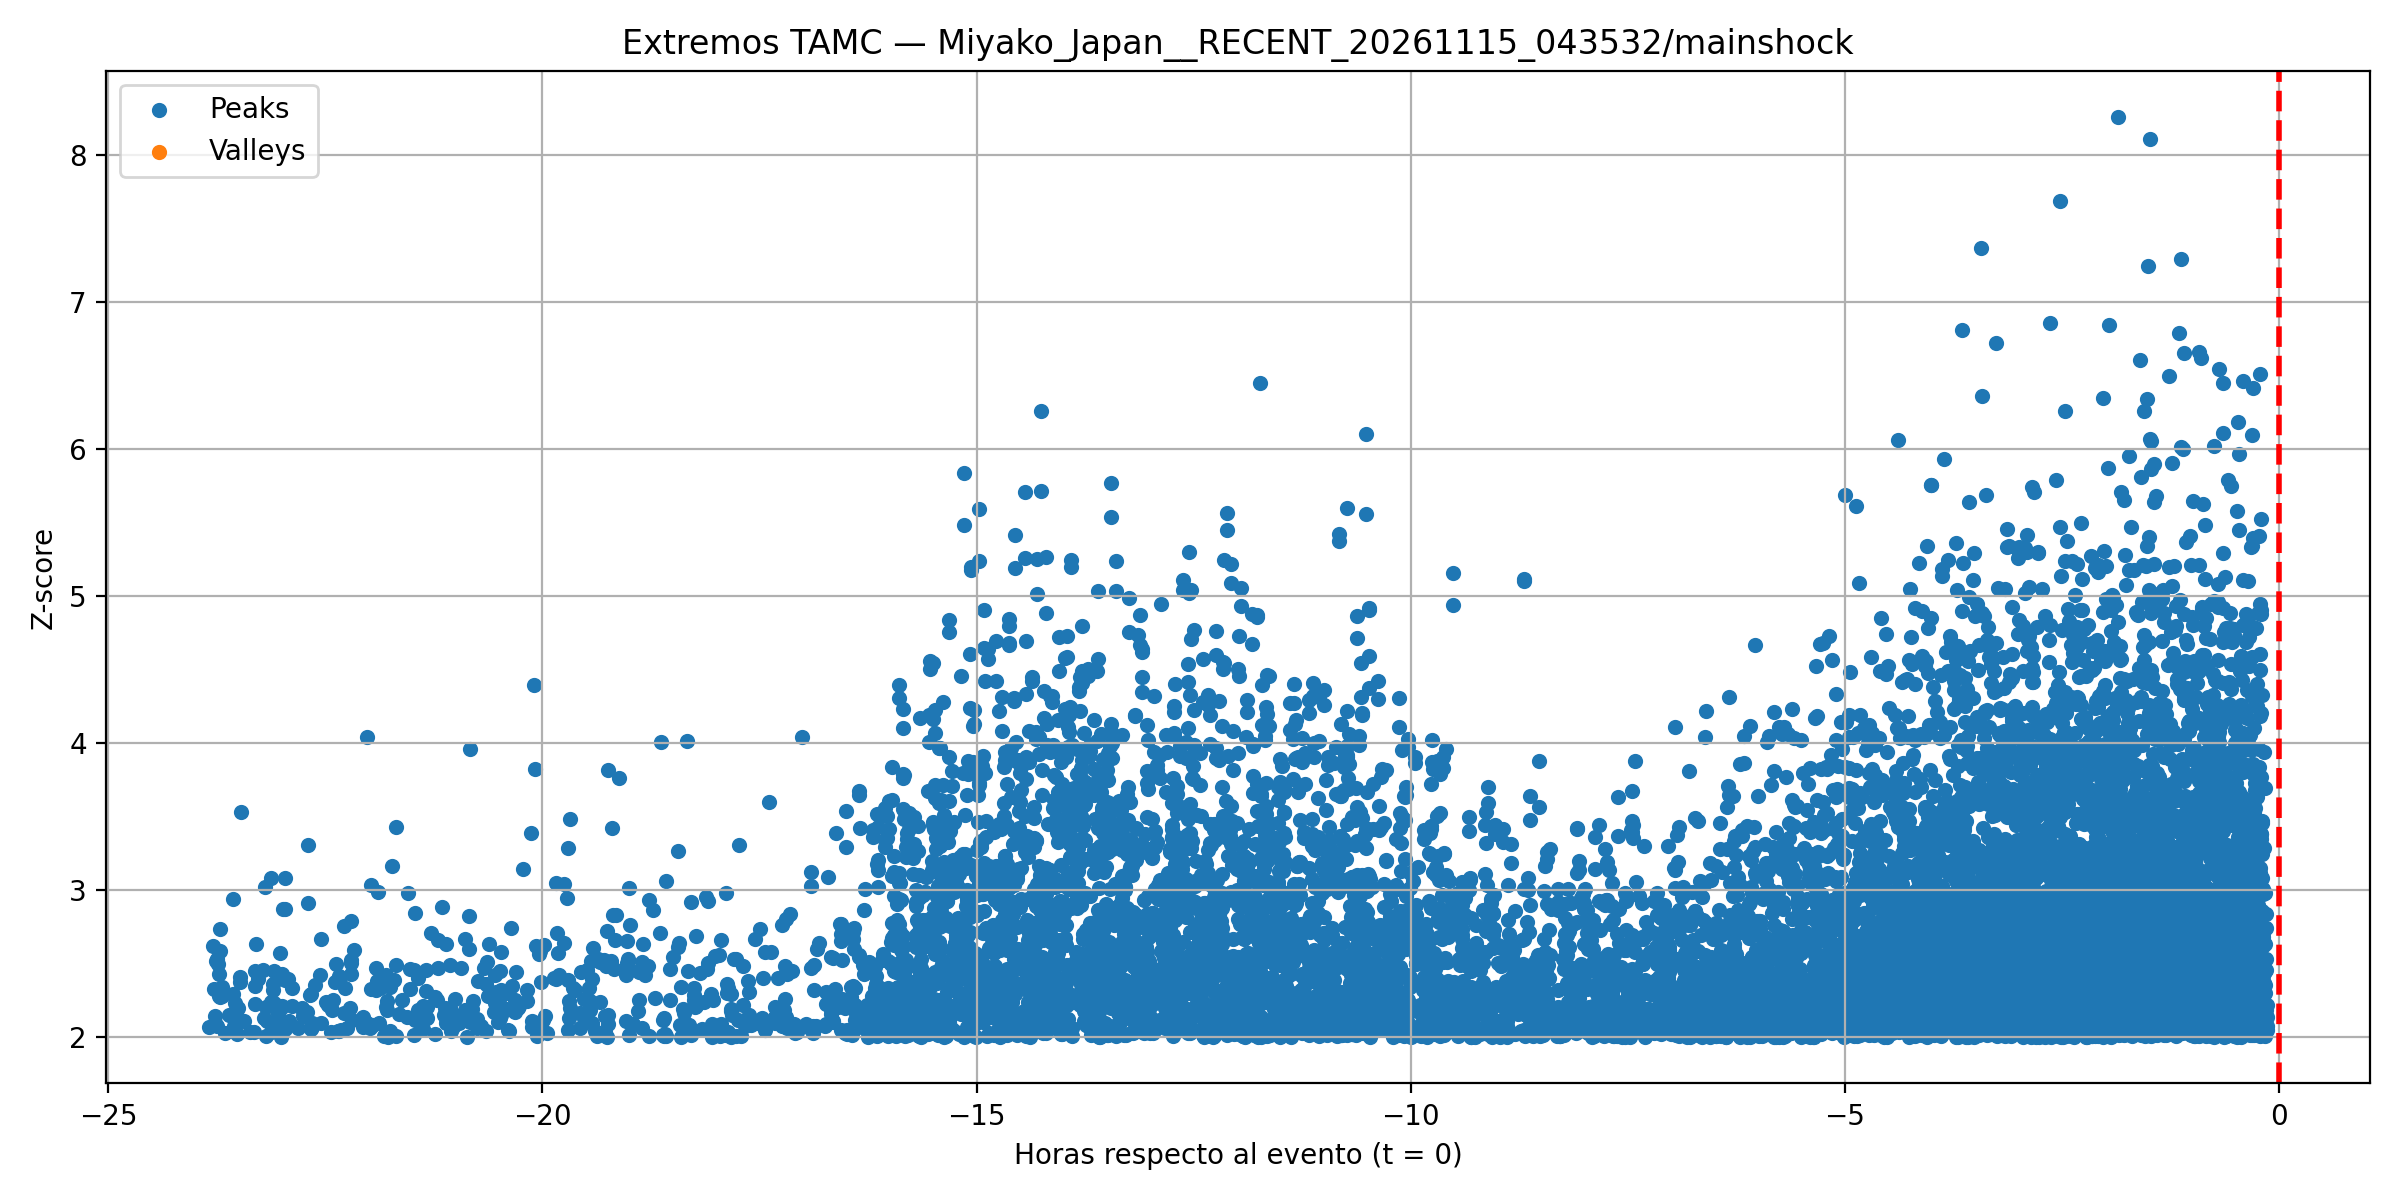 Extremos TAMC — Miyako_Japan__RECENT_20261115_043532/mainshock
Peaks
Valleys
8
7
6
5
4
3
2
Z-score
−25
−20
−15
−10
−5
0
Horas respecto al evento (t = 0)